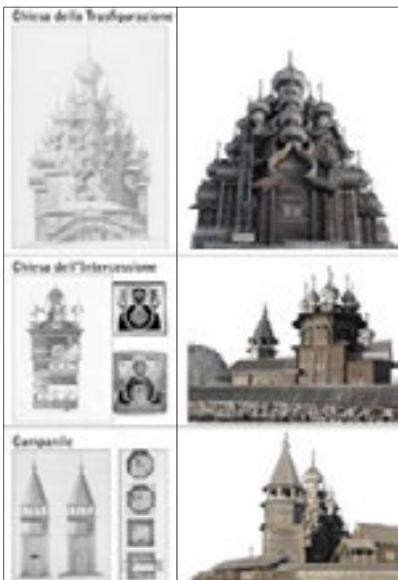 Chiesa della Trasfigurazione
Chiesa dell'Intercessione
Campanile